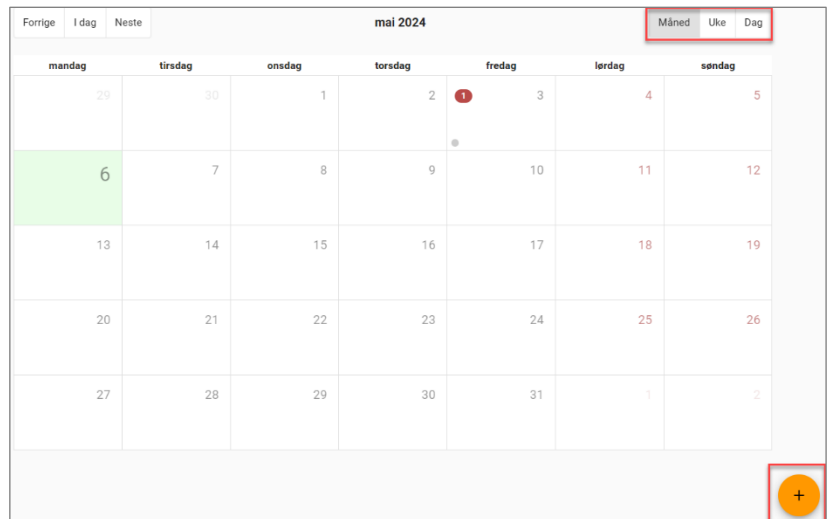 Forrige I dag Neste mai 2024 Måned Uke Dag
mandag tirsdag onsdag torsdag fredag lørdag søndag
29 30 1 2 1 3 4 5
6 7 8 9 10 11 12
13 14 15 16 17 18 19
20 21 22 23 24 25 26
27 28 29 30 31 1 2
+